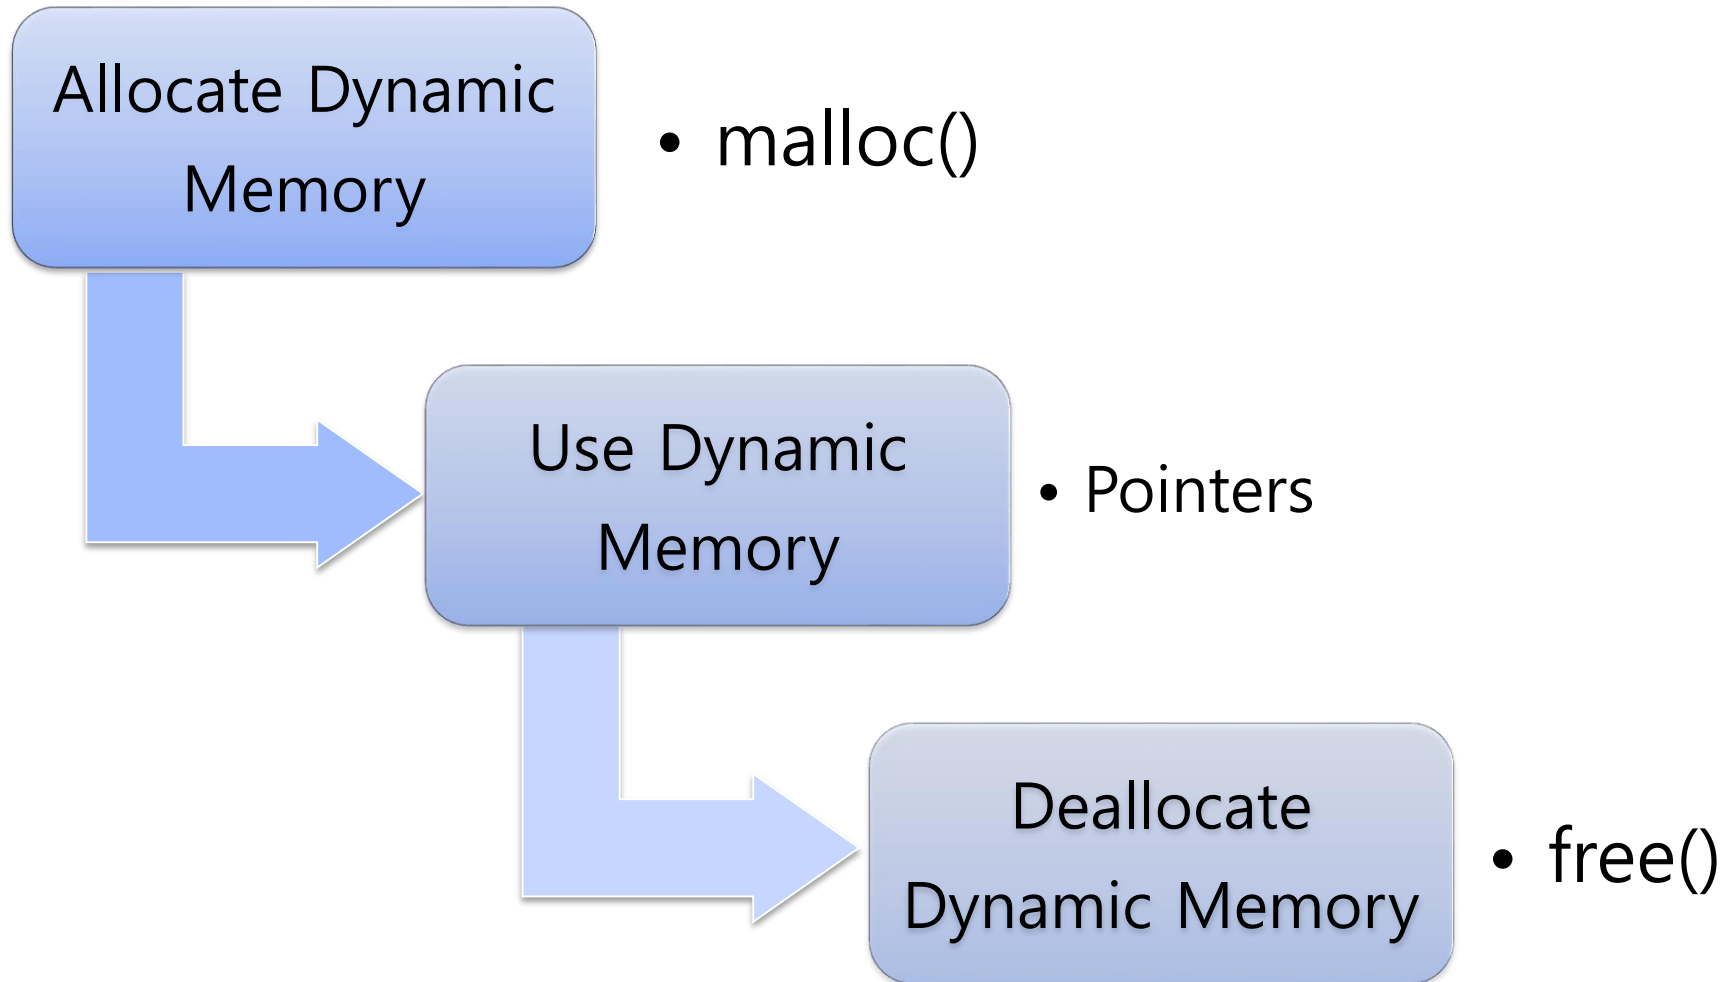 Allocate Dynamic
Memory
• malloc()
Use Dynamic
Memory
• Pointers
Deallocate
Dynamic Memory
• free()